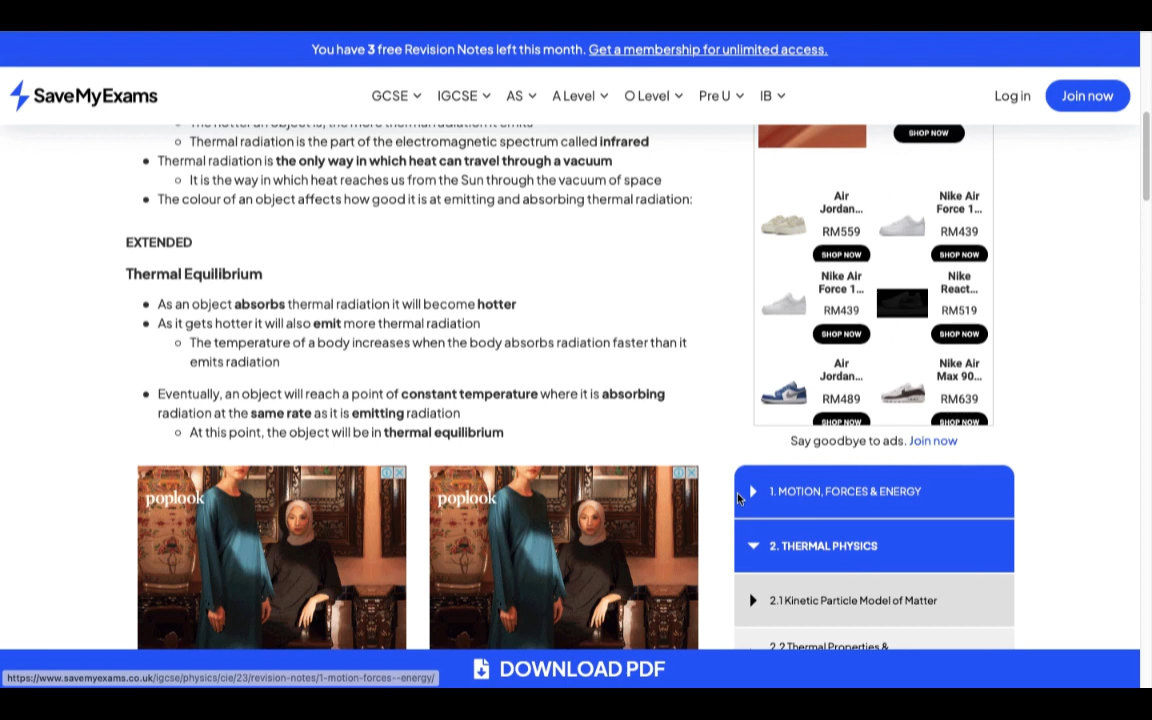 You have 3 free Revision Notes left this month. Get a membership for unlimited access.
SaveMyExams
GCSE
IGCSE
AS
A Level
O Level
Pre U
IB
Log in
Join now
Thermal radiation is the part of the electromagnetic spectrum called infrared
Thermal radiation is the only way in which heat can travel through a vacuum
It is the way in which heat reaches us from the Sun through the vacuum of space
The colour of an object affects how good it is at emitting and absorbing thermal radiation:
EXTENDED
Thermal Equilibrium
As an object absorbs thermal radiation it will become hotter
As it gets hotter it will also emit more thermal radiation
The temperature of a body increases when the body absorbs radiation faster than it
emits radiation
Eventually, an object will reach a point of constant temperature where it is absorbing
radiation at the same rate as it is emitting radiation
At this point, the object will be in thermal equilibrium
poplook
poplook
SHOP NOW
Air
Jordan...
RM559
SHOP NOW
Nike Air
Force 1...
RM439
SHOP NOW
Nike Air
Force 1...
RM439
SHOP NOW
Nike
React...
RM519
SHOP NOW
Air
Jordan...
RM489
SHOP NOW
Nike Air
Max 90...
RM639
SHOP NOW
Say goodbye to ads. Join now
1. MOTION, FORCES & ENERGY
2. THERMAL PHYSICS
2.1 Kinetic Particle Model of Matter
2.2 Thermal Properties &
DOWNLOAD PDF
https://www.savemyexams.co.uk/igcse/physics/cie/23/revision-notes/1-motion-forces--energy/